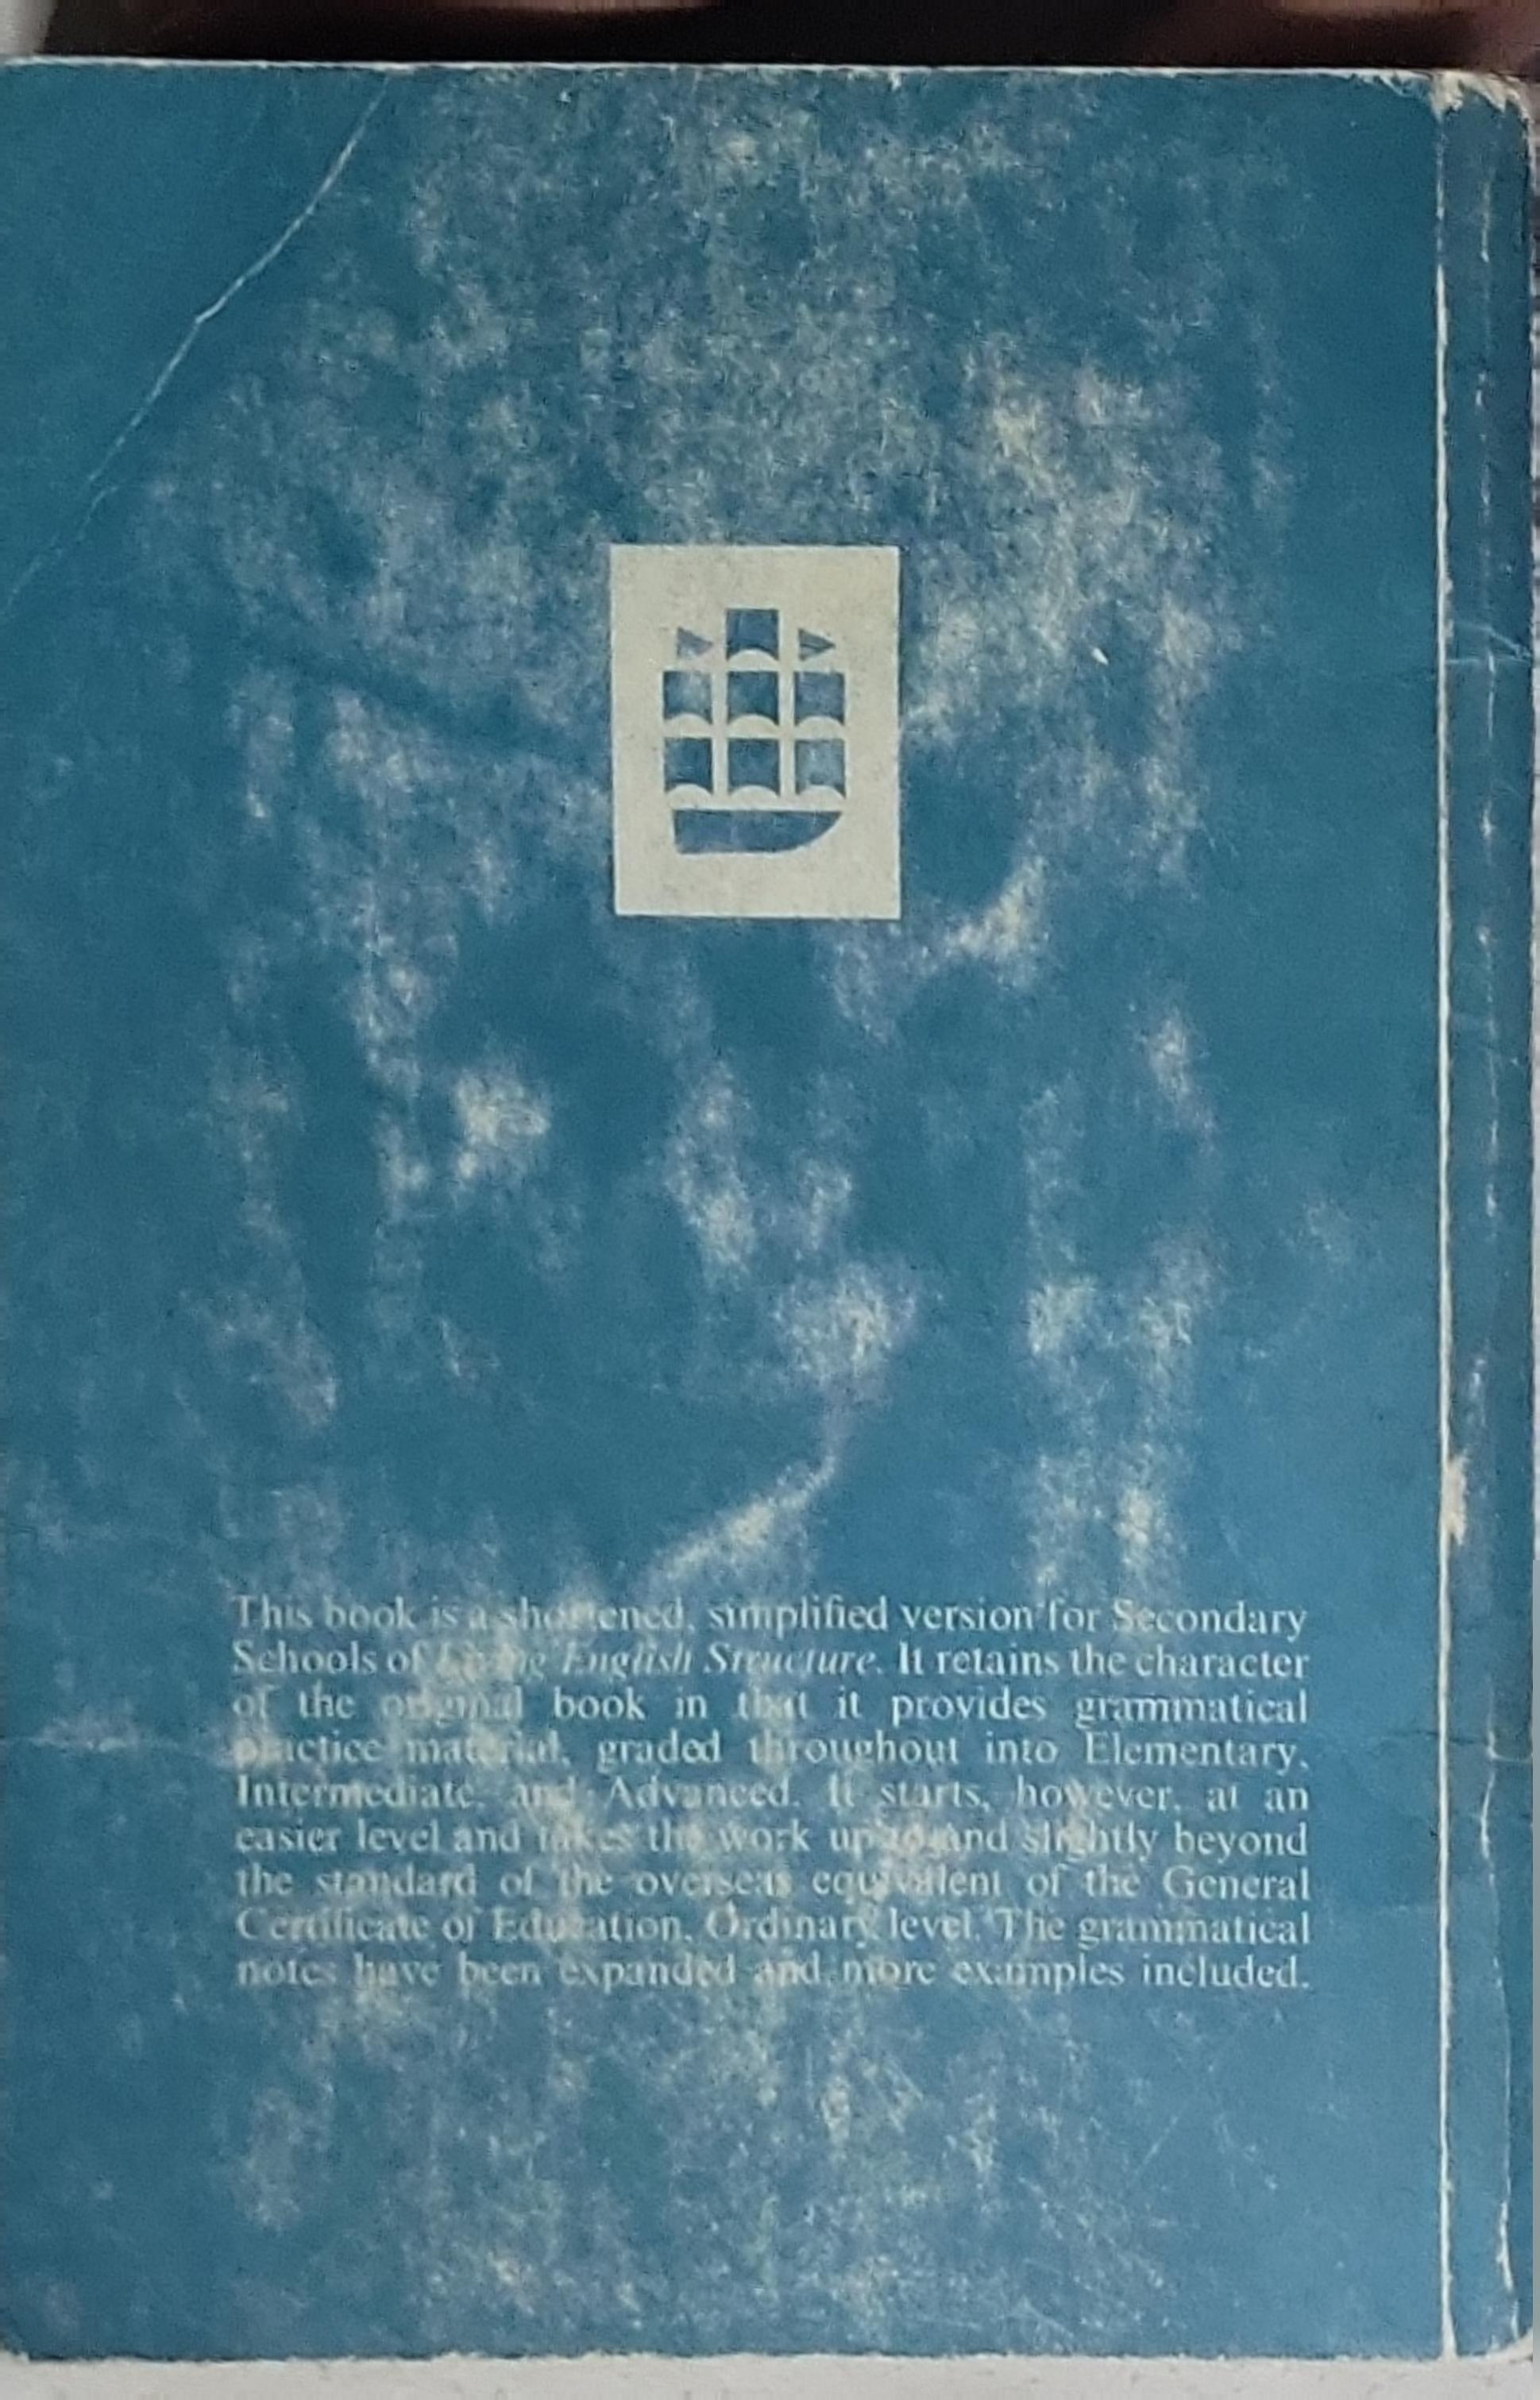 This book is a shortened, simplified version for Secondary
Schools of Living English Structure. It retains the character
of the original book in that it provides grammatical
practice material, graded throughout into Elementary,
Intermediate, and Advanced. It starts, however, at an
easier level and takes the work up to and slightly beyond
the standard of the overseas equivalent of the General
Certificate of Education, Ordinary level. The grammatical
notes have been expanded and more examples included.